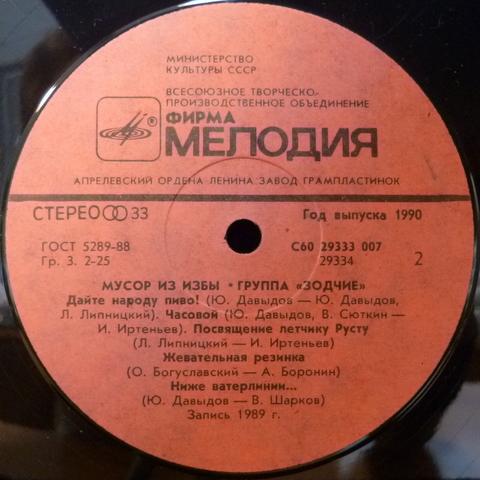 МИНИСТЕРСТВО
КУЛЬТУРЫ СССР
ВСЕСОЮЗНОЕ ТВОРЧЕСКО-
ПРОИЗВОДСТВЕННОЕ ОБЪЕДИНЕНИЕ
ФИРМА
® МЕЛОДИЯ
АПРЕЛЕВСКИЙ ОРДЕНА ЛЕНИНА ЗАВОД ГРАМПЛАСТИНОК
СТЕРЕО 33 Год выпуска 1990
ГОСТ 5289-88 С60 29333 007
Гр. 3. 2-25 29334 2
МУСОР ИЗ ИЗБЫ • ГРУППА «ЗОДЧИЕ»
Дайте народу пиво! (Ю. Давыдов — Ю. Давыдов,
Л. Липницкий). Часовой (Ю. Давыдов, В. Сюткин —
И. Иртеньев). Посвящение летчику Русту
(Л. Липницкий — И. Иртеньев)
Жевательная резинка
(О. Богуславский — А. Боронин)
Ниже ватерлинии...
(Ю. Давыдов — В. Шарков)
Запись 1989 г.